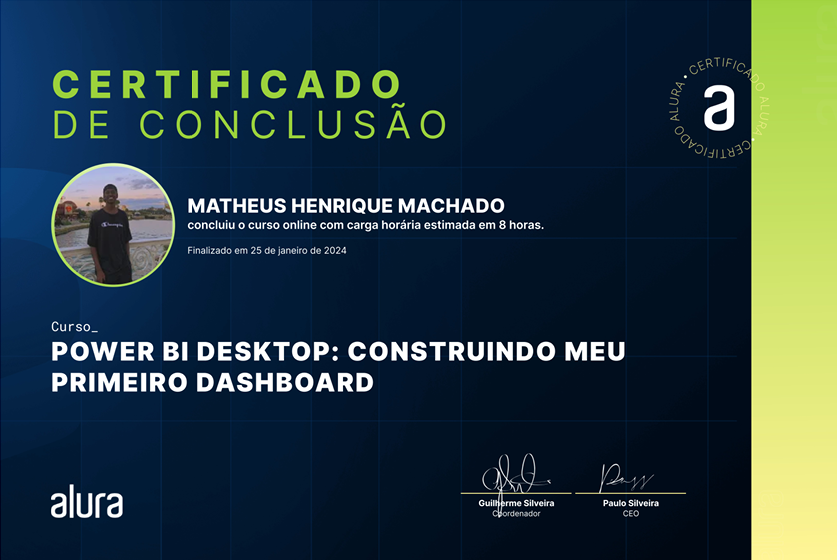 CERTIFICADO
DE CONCLUSÃO
CERTIFICADO ALURA • CERTIFICADO ALURA •
a
MATHEUS HENRIQUE MACHADO
concluiu o curso online com carga horária estimada em 8 horas.
Finalizado em 25 de janeiro de 2024
Champion
Curso_
POWER BI DESKTOP: CONSTRUINDO MEU
PRIMEIRO DASHBOARD
alura
Guilherme Silveira
Coordenador
Paulo Silveira
CEO